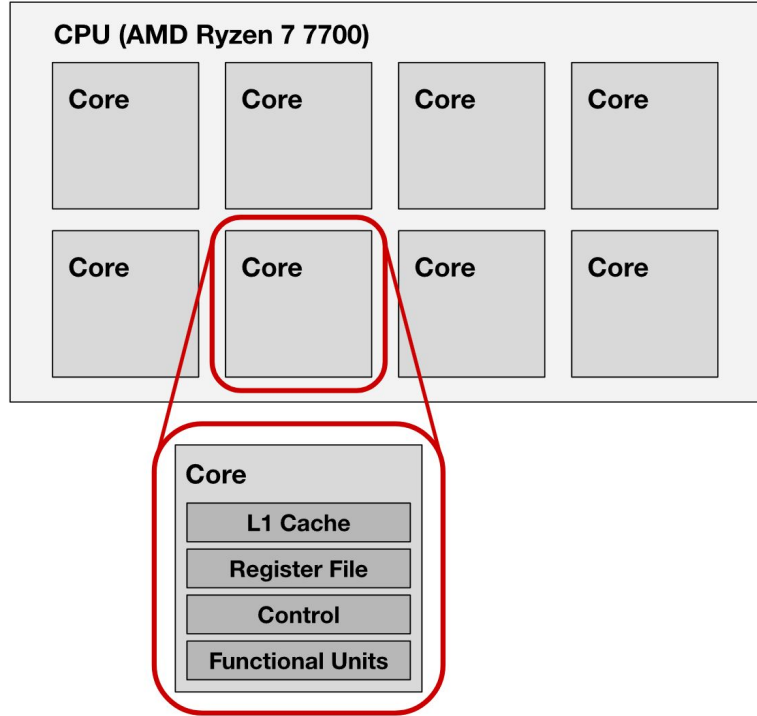 CPU (AMD Ryzen 7 7700)
Core
Core
Core
Core
Core
Core
Core
Core
Core
L1 Cache
Register File
Control
Functional Units